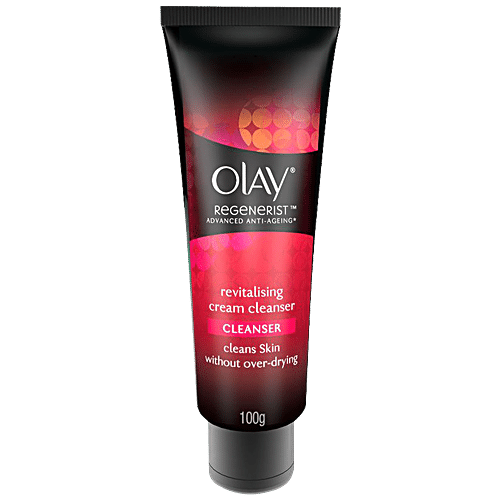 OLAY®
REGENERIST™
ADVANCED ANTI-AGEING*
revitalising
cream cleanser
CLEANSER
cleans Skin
without over-drying
100g